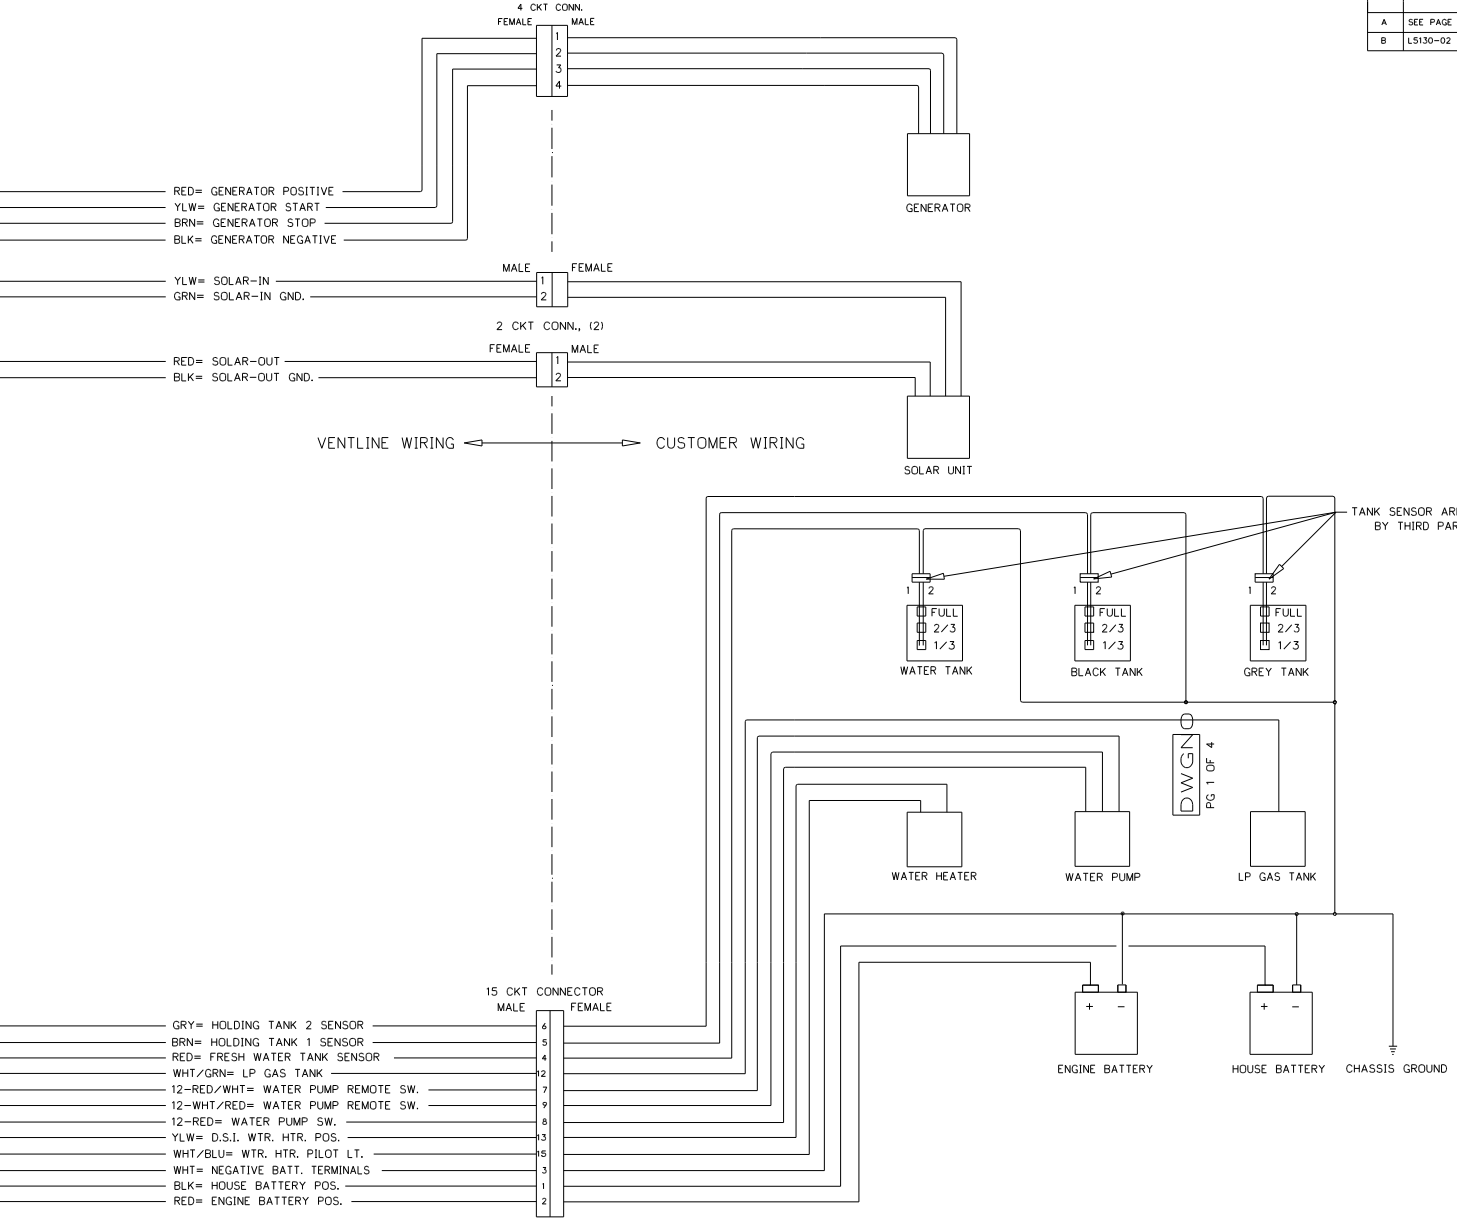 4 CKT CONN.
FEMALE MALE
1
2
3
4
A SEE PAGE
B L5130-02
RED= GENERATOR POSITIVE
YLW= GENERATOR START
BRN= GENERATOR STOP
BLK= GENERATOR NEGATIVE
GENERATOR
MALE FEMALE
YLW= SOLAR-IN 1
GRN= SOLAR-IN GND. 2
2 CKT CONN., (2)
FEMALE MALE
RED= SOLAR-OUT 1
BLK= SOLAR-OUT GND. 2
VENTLINE WIRING CUSTOMER WIRING
SOLAR UNIT
TANK SENSOR
BY THIRD
1 2 1 2 1 2
FULL FULL FULL
2/3 2/3 2/3
1/3 1/3 1/3
WATER TANK BLACK TANK GREY TANK
DWGNO
PG 1 OF 4
WATER HEATER WATER PUMP LP GAS TANK
15 CKT CONNECTOR
MALE FEMALE
+ - + -
ENGINE BATTERY HOUSE BATTERY CHASSIS GROUND
GRY= HOLDING TANK 2 SENSOR 6
BRN= HOLDING TANK 1 SENSOR 5
RED= FRESH WATER TANK SENSOR 4
WHT/GRN= LP GAS TANK 12
12-RED/WHT= WATER PUMP REMOTE SW. 7
12-WHT/RED= WATER PUMP REMOTE SW. 9
12-RED= WATER PUMP SW. 8
YLW= D.S.I. WTR. HTR. POS. 13
WHT/BLU= WTR. HTR. PILOT LT. 15
WHT= NEGATIVE BATT. TERMINALS 3
BLK= HOUSE BATTERY POS. 1
RED= ENGINE BATTERY POS. 2